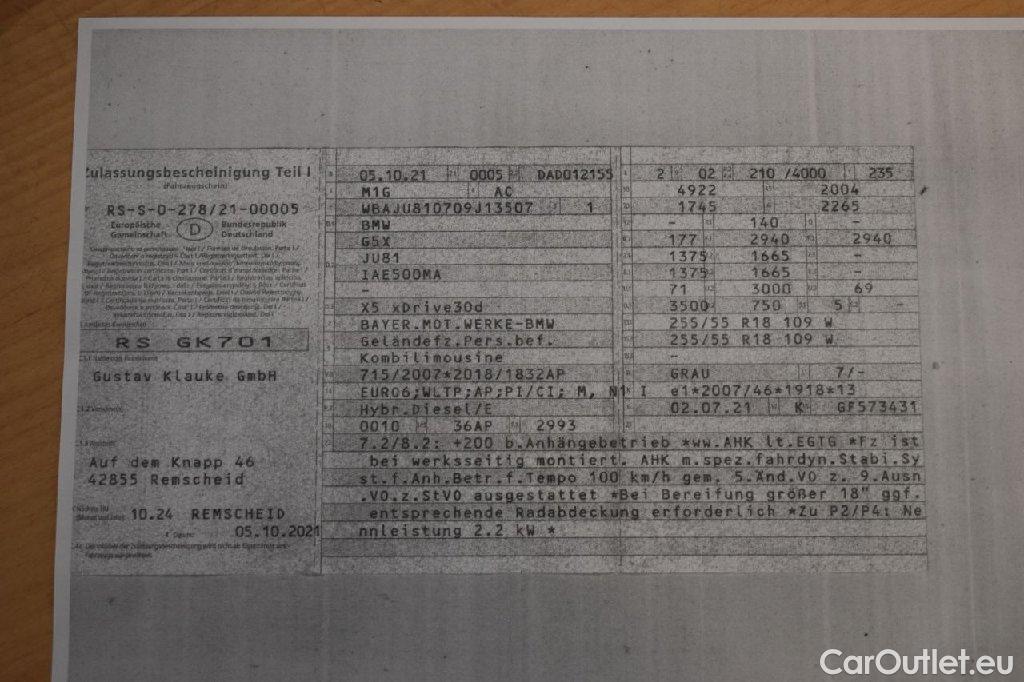 Zulassungsbescheinigung Teil I
(Fahrzeugschein)
RS-S-0-278/21-00005
Europäische Gemeinschaft D Bundesrepublik Deutschland
RS GK701
Gustav Klauke GmbH
Auf dem Knapp 46
42855 Remscheid
10.24 REMSCHEID
05.10.2021
05.10.21 0005 DAD012155
M1G AC
WBAJU810709J13507 1
BMW
G5X
JU81
IAE500MA
-
X5 xDrive30d
BAYER.MOT.WERKE-BMW
Geländefz.Pers.bef.
Kombilimousine
715/2007*2018/1832AP
EURO6;WLTP;AP;PI/CI; M, N1 I
Hybr.Diesel/E
0010 36AP 2993
2 02 210 /4000 235
4922 2004
1745 2265
- 140 -
177 2940 2940
1375 1665 -
1375 1665 -
71 3000 69
3500 750 5 -
255/55 R18 109 W
255/55 R18 109 W
-
GRAU 7/-
e1*2007/46*1918*13
02.07.21 K GF573431
7.2/8.2: +200 b.Anhängebetrieb *ww.AHK lt.EGTG *Fz ist
bei werksseitig montiert. AHK m.spez.fahrdyn.Stabi.Sy
st.f.Anh.Betr.f.Tempo 100 km/h gem. 5.Änd.VO z. 9.Ausn
.VO.z.StVO ausgestattet *Bei Bereifung größer 18" ggf.
entsprechende Radabdeckung erforderlich *Zu P2/P4: Ne
nnleistung 2.2 kW *
CarOutlet.eu